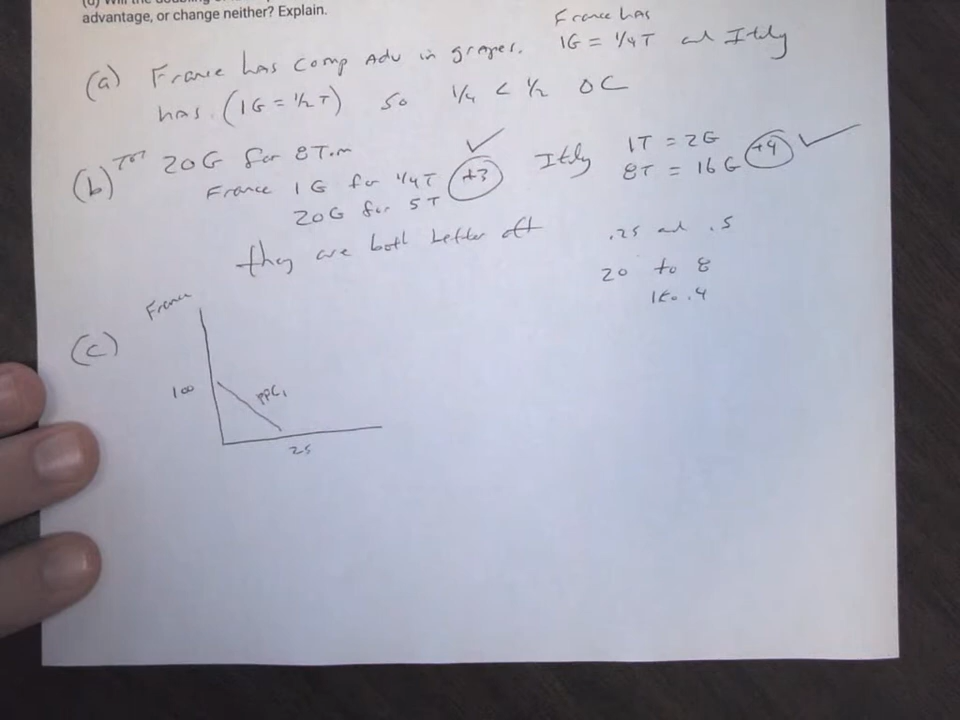 advantage, or change neither? Explain.
(a) France has comp adv in grapes. France has
1G = 1/4 T and Italy
has (1G = 1/2 T) so 1/4 < 1/2 OC
(b) TOT 20G for 8T
France 1G for 1/4 T +3
20G for 5T
Italy 1T = 2G
8T = 16G +4
they are both better off
.25 and .5
20 to 8
1 to .4
(c) France
100
PPC1
25